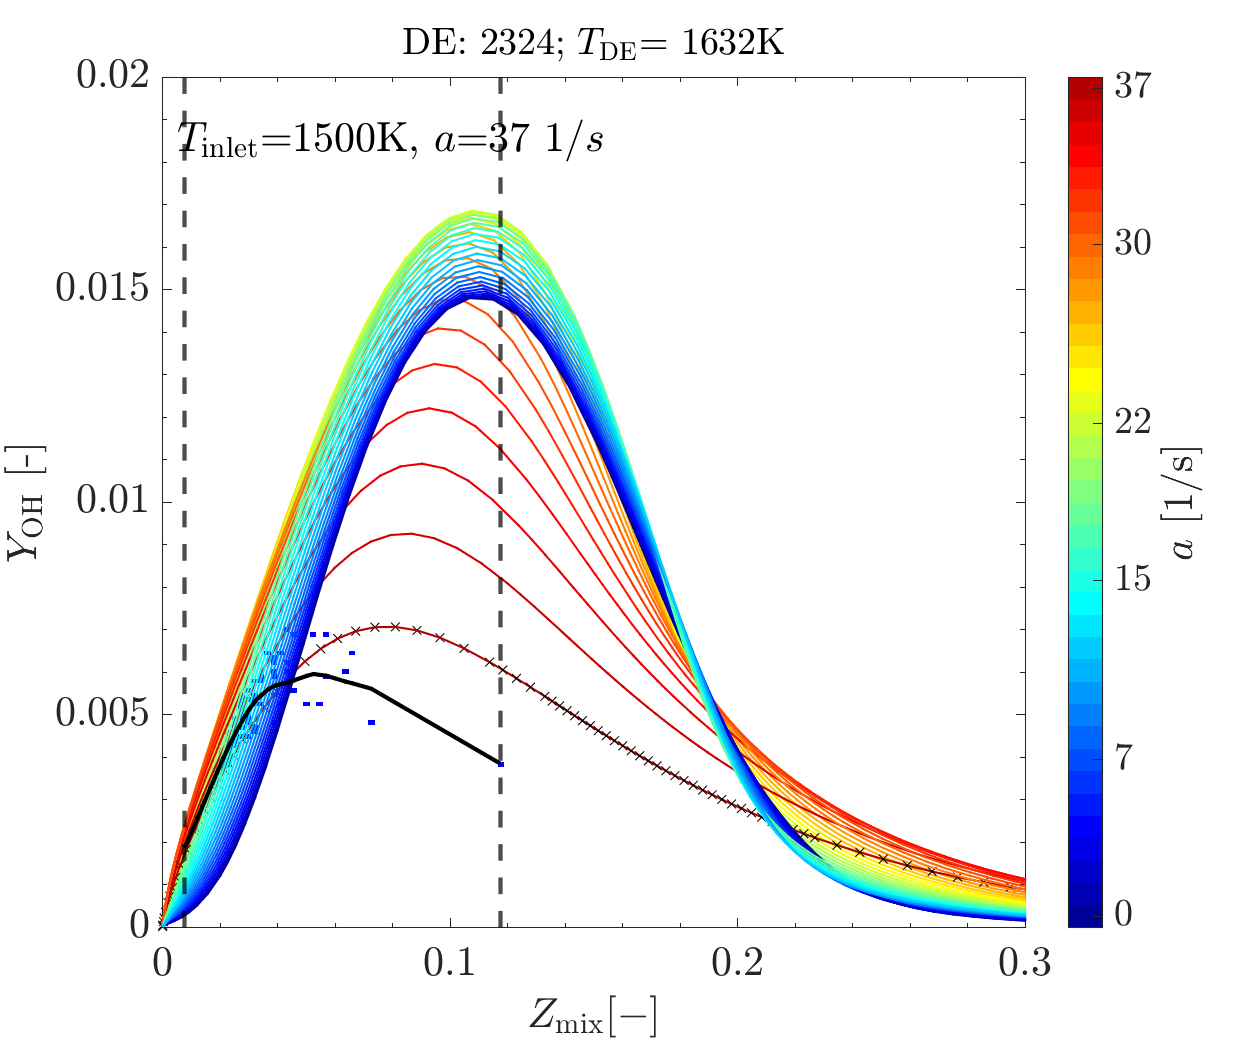 DE: 2324; T_DE= 1632K
0.02
T_inlet=1500K, a=37 1/s
0.015
0.01
0.005
0
Y_OH [-]
0 0.1 0.2 0.3
Z_mix[−]
37
30
22
15
7
0
a [1/s]